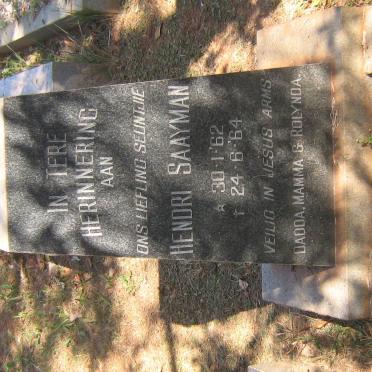 IN TERE
HERINNERING
AAN
ONS LIEFLING SEUNTJIE
HENDRI SAAYMAN
☆ 30·1·'62
✝ 24·6·'64
VEILIG IN JESUS ARMS
DADDA, MAMMA & ROLYNDA.